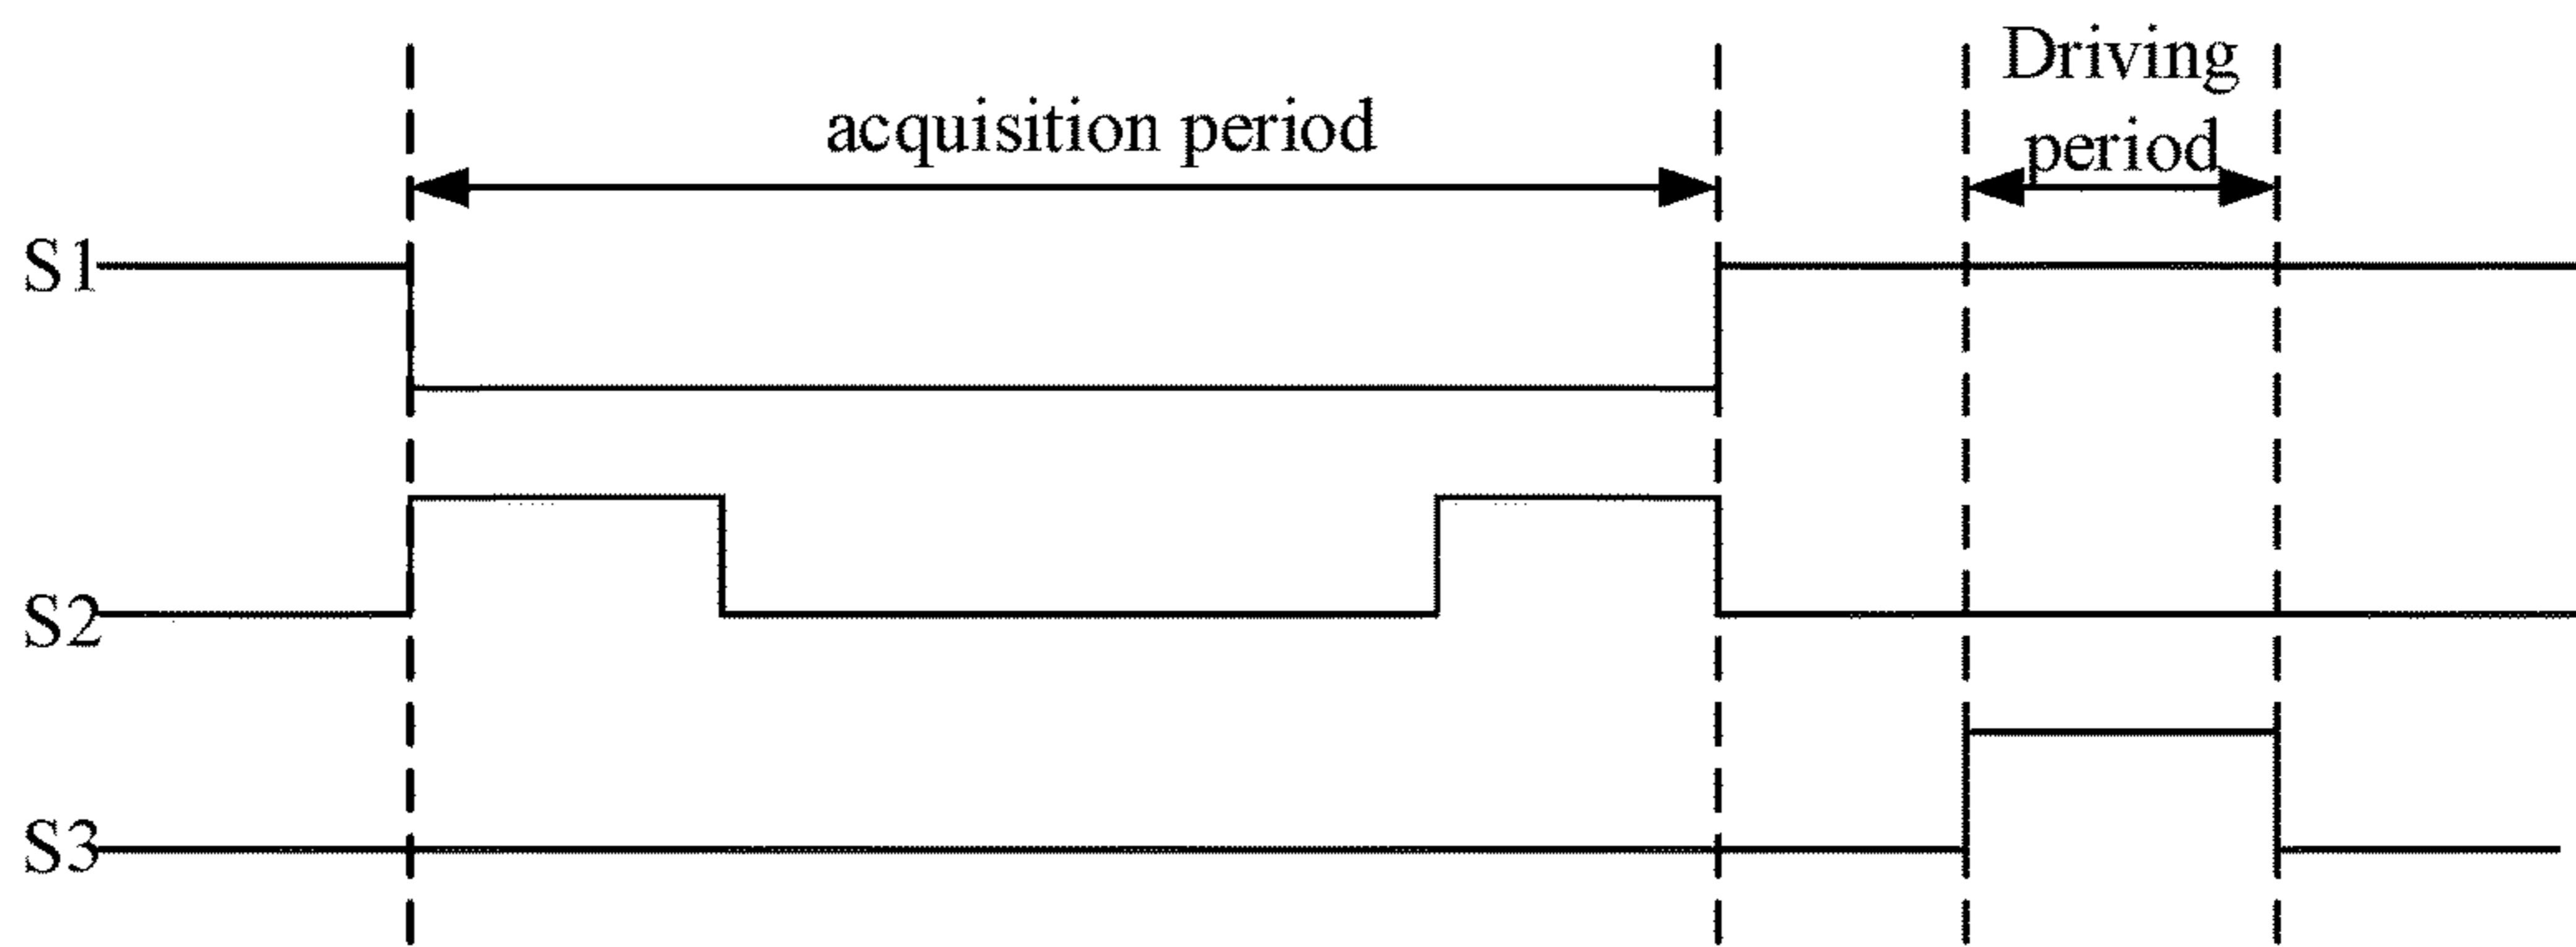 Driving
period
acquisition period
S1
S2
S3